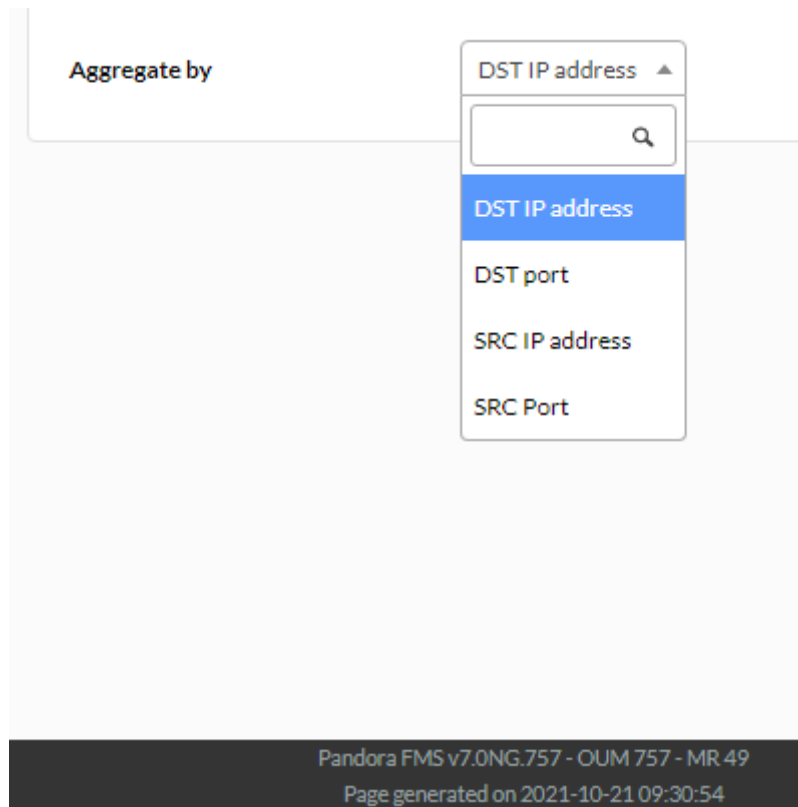 Aggregate by
DST IP address
DST IP address
DST port
SRC IP address
SRC Port
Pandora FMS v7.0NG.757 - OUM 757 - MR 49
Page generated on 2021-10-21 09:30:54